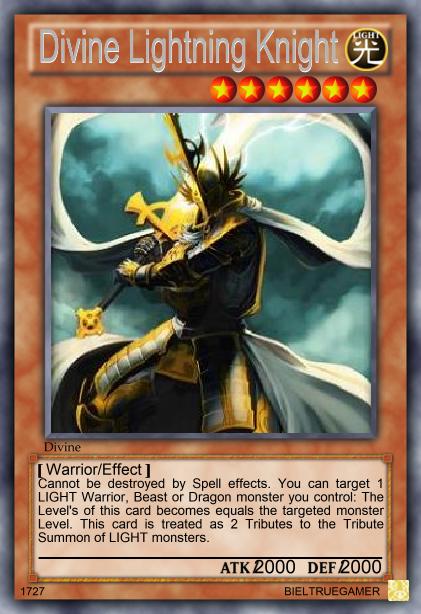 Divine Lightning Knight
LIGHT
光
Divine
[ Warrior/Effect ]
Cannot be destroyed by Spell effects. You can target 1
LIGHT Warrior, Beast or Dragon monster you control: The
Level's of this card becomes equals the targeted monster
Level. This card is treated as 2 Tributes to the Tribute
Summon of LIGHT monsters.
ATK 2000 DEF 2000
1727 BIELTRUEGAMER